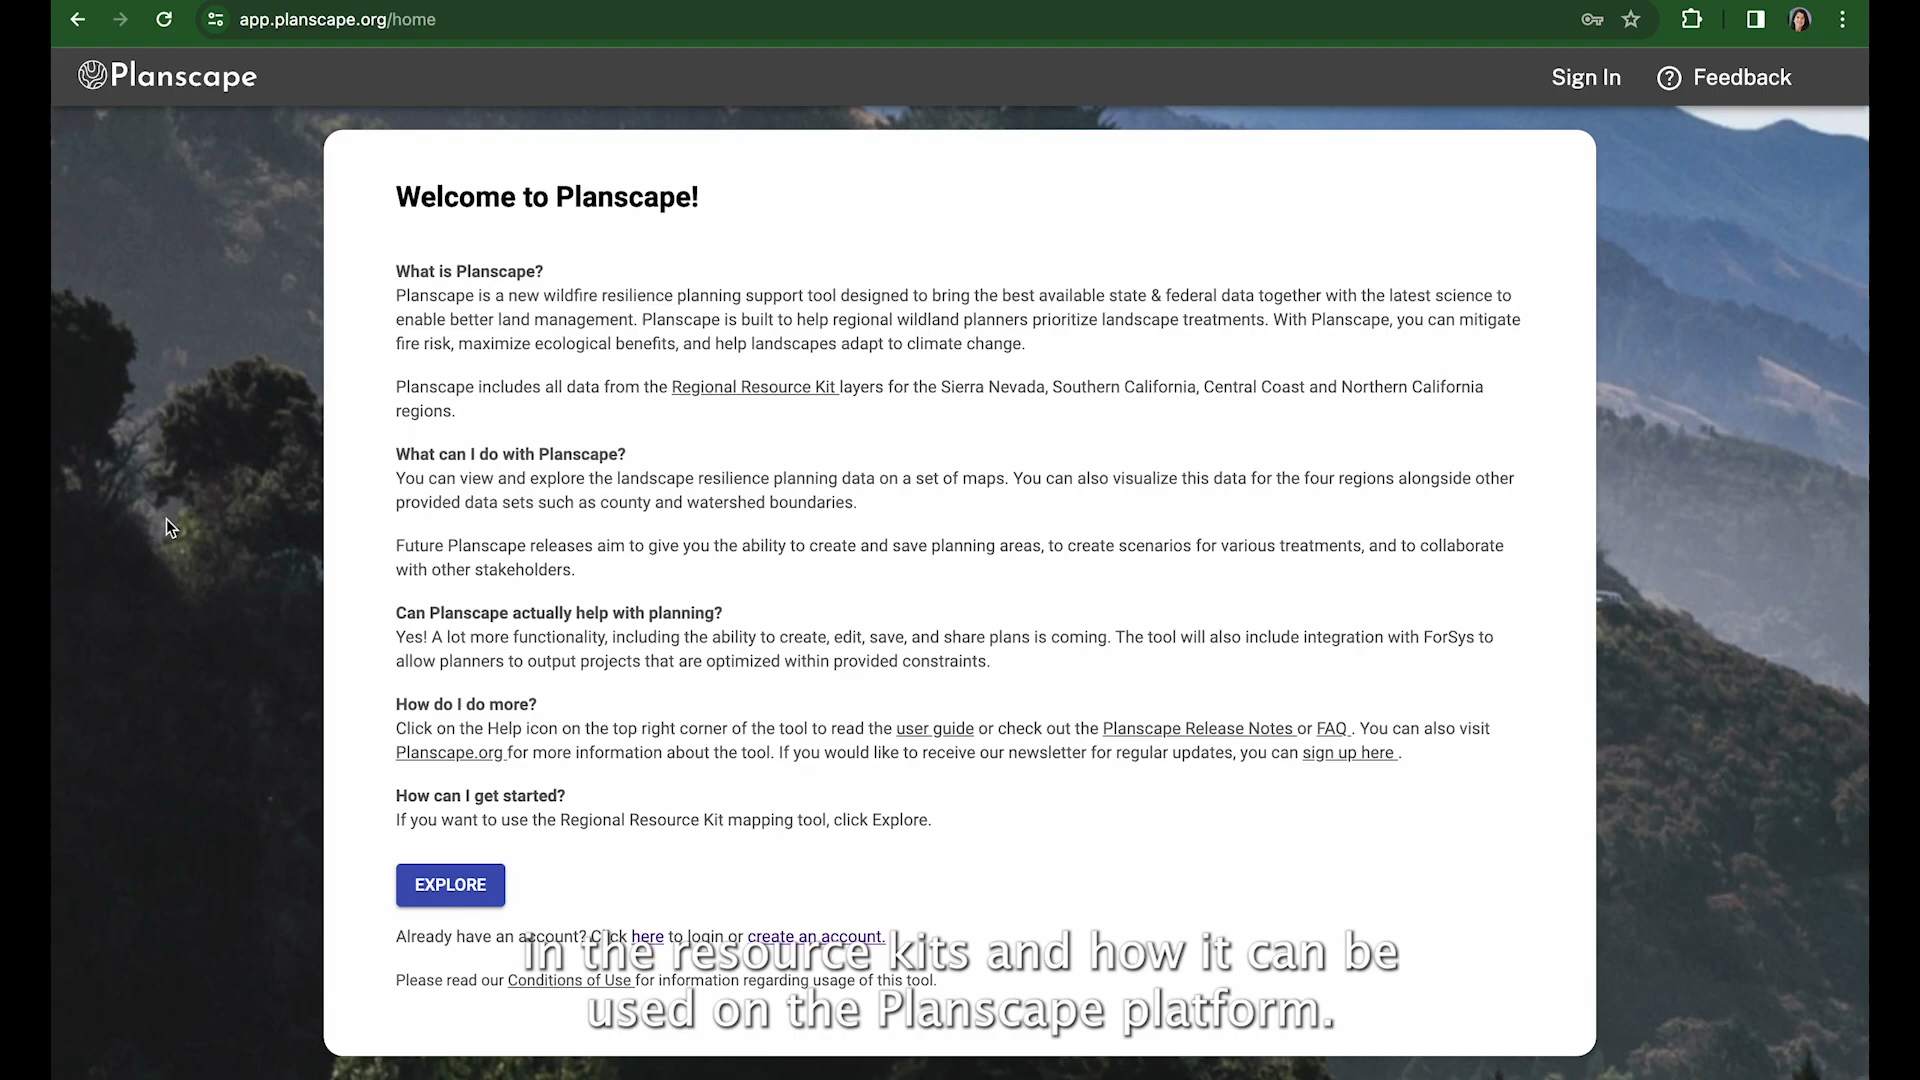 app.planscape.org/home
Planscape
Sign In
? Feedback
Welcome to Planscape!
What is Planscape?
Planscape is a new wildfire resilience planning support tool designed to bring the best available state & federal data together with the latest science to
enable better land management. Planscape is built to help regional wildland planners prioritize landscape treatments. With Planscape, you can mitigate
fire risk, maximize ecological benefits, and help landscapes adapt to climate change.
Planscape includes all data from the Regional Resource Kit layers for the Sierra Nevada, Southern California, Central Coast and Northern California
regions.
What can I do with Planscape?
You can view and explore the landscape resilience planning data on a set of maps. You can also visualize this data for the four regions alongside other
provided data sets such as county and watershed boundaries.
Future Planscape releases aim to give you the ability to create and save planning areas, to create scenarios for various treatments, and to collaborate
with other stakeholders.
Can Planscape actually help with planning?
Yes! A lot more functionality, including the ability to create, edit, save, and share plans is coming. The tool will also include integration with ForSys to
allow planners to output projects that are optimized within provided constraints.
How do I do more?
Click on the Help icon on the top right corner of the tool to read the user guide or check out the Planscape Release Notes or FAQ . You can also visit
Planscape.org for more information about the tool. If you would like to receive our newsletter for regular updates, you can sign up here .
How can I get started?
If you want to use the Regional Resource Kit mapping tool, click Explore.
EXPLORE
Already have an account? Click here to login or create an account.
in the resource kits and how it can be
Please read our Conditions of Use for information regarding usage of this tool.
used on the Planscape platform.